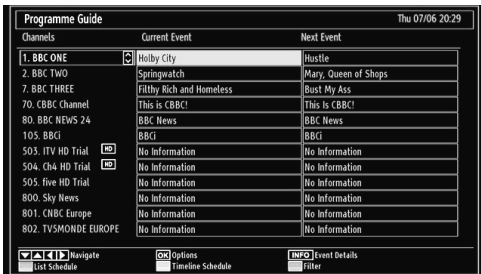 Programme Guide Thu 07/06 20:29
Channels Current Event Next Event
1. BBC ONE Holby City Hustle
2. BBC TWO Springwatch Mary, Queen of Shops
7. BBC THREE Filthy Rich and Homeless Bust My Ass
70. CBBC Channel This is CBBC! This Is CBBC!
80. BBC NEWS 24 BBC News BBC News
105. BBCi BBCi BBCi
503. ITV HD Trial HD No Information No Information
504. Ch4 HD Trial HD No Information No Information
505. five HD Trial No Information No Information
800. Sky News No Information No Information
801. CNBC Europe No Information No Information
802. TV5MONDE EUROPE No Information No Information
Navigate OK Options INFO Event Details
List Schedule Timeline Schedule Filter